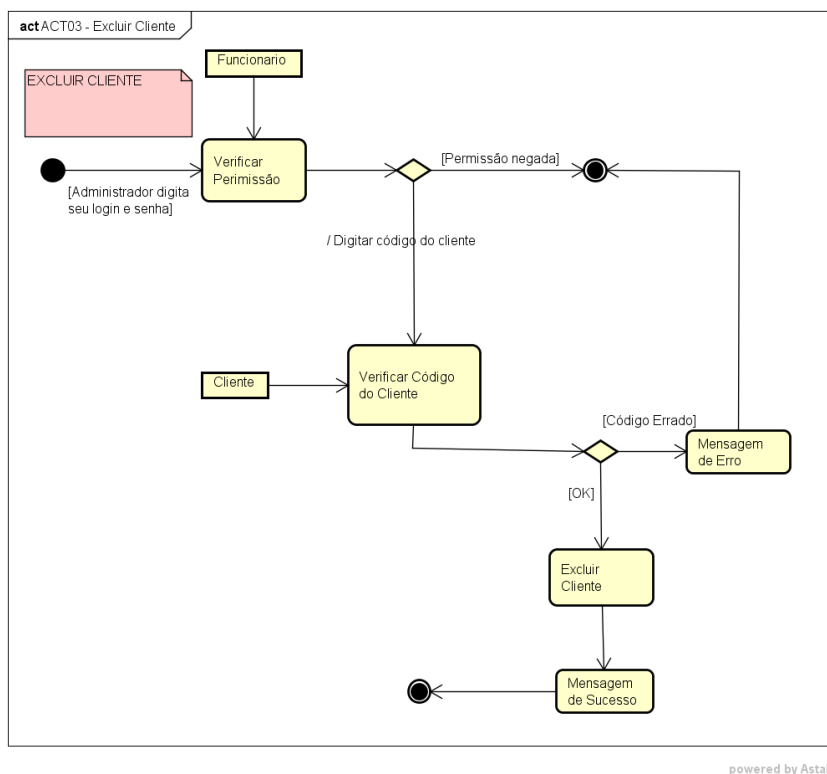 act ACT03 - Excluir Cliente
Funcionario
EXCLUIR CLIENTE
Verificar
Perimissão
[Permissão negada]
[Administrador digita
seu login e senha]
/ Digitar código do cliente
Verificar Código
do Cliente
Cliente
[Código Errado]
Mensagem
de Erro
[OK]
Excluir
Cliente
Mensagem
de Sucesso
powered by